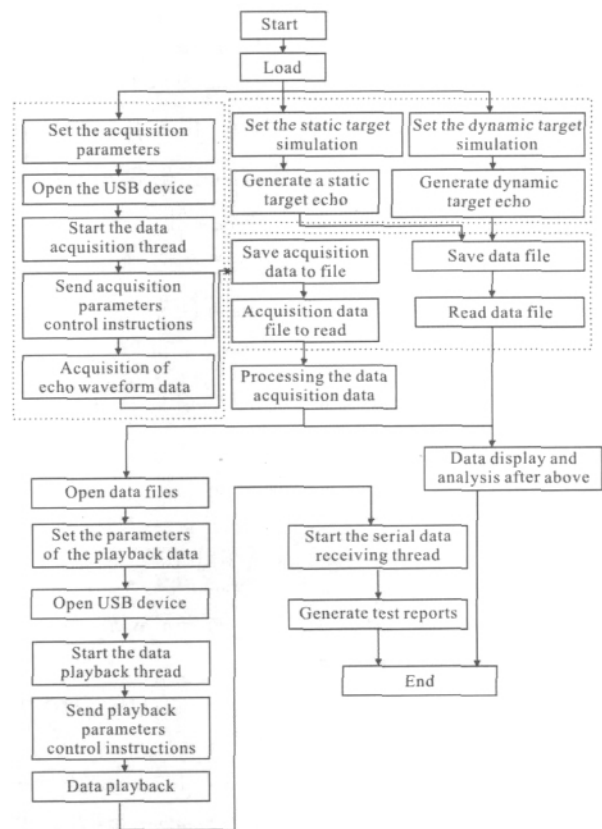 Start
Load
Set the acquisition
parameters
Open the USB device
Start the data
acquisition thread
Send acquisition
parameters
control instructions
Acquisition of
echo waveform data
Set the static target
simulation
Generate a static
target echo
Set the dynamic target
simulation
Generate dynamic
target echo
Save acquisition
data to file
Acquisition data
file to read
Processing the data
acquisition data
Save data file
Read data file
Data display and
analysis after above
Open data files
Set the parameters
of the playback data
Open USB device
Start the data
playback thread
Send playback
parameters
control instructions
Data playback
Start the serial data
receiving thread
Generate test reports
End